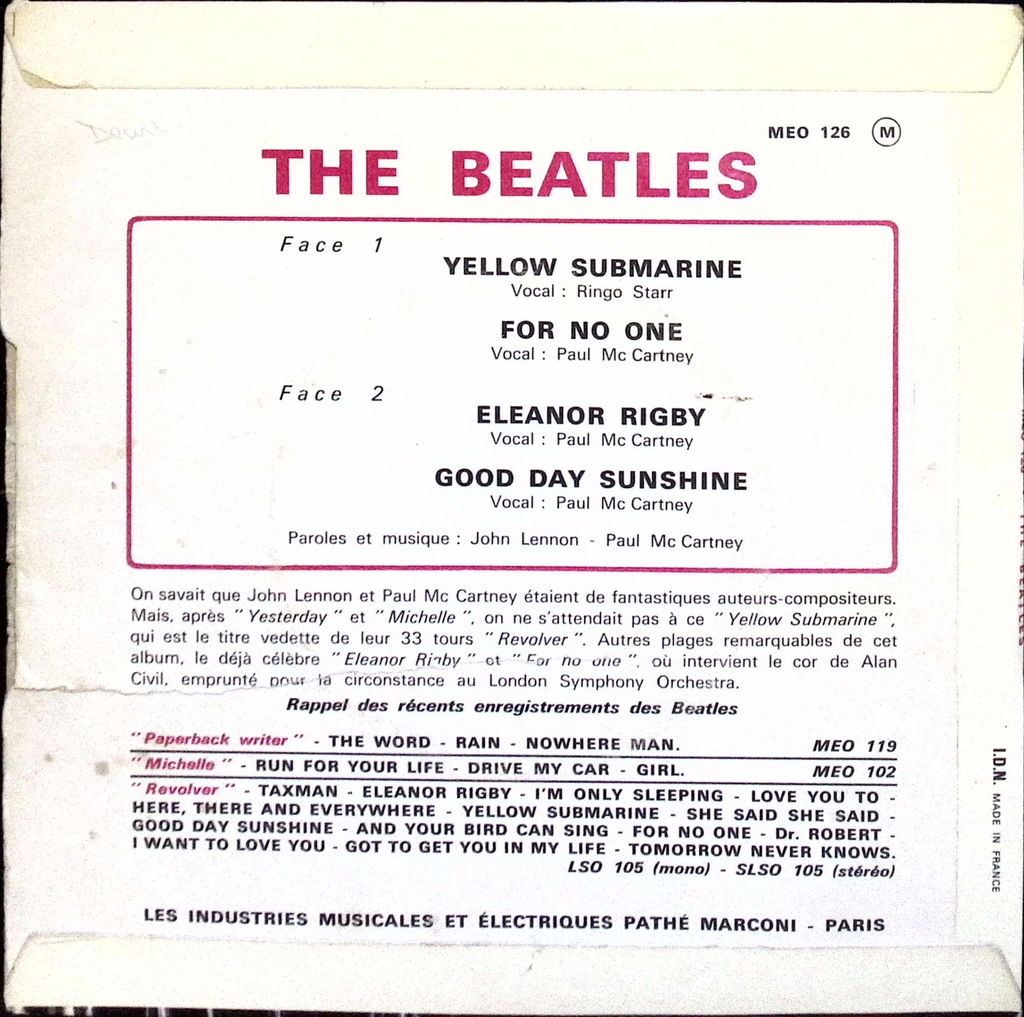 MEO 126 M
THE BEATLES
Face 1
YELLOW SUBMARINE
Vocal : Ringo Starr
FOR NO ONE
Vocal : Paul Mc Cartney
Face 2
ELEANOR RIGBY
Vocal : Paul Mc Cartney
GOOD DAY SUNSHINE
Vocal : Paul Mc Cartney
Paroles et musique : John Lennon - Paul Mc Cartney
On savait que John Lennon et Paul Mc Cartney étaient de fantastiques auteurs-compositeurs.
Mais, après " Yesterday " et " Michelle ", on ne s'attendait pas à ce " Yellow Submarine ",
qui est le titre vedette de leur 33 tours " Revolver ". Autres plages remarquables de cet
album, le déjà célèbre " Eleanor Rigby " et " For no one ", où intervient le cor de Alan
Civil, emprunté pour la circonstance au London Symphony Orchestra.
Rappel des récents enregistrements des Beatles
" Paperback writer " - THE WORD - RAIN - NOWHERE MAN. MEO 119
" Michelle " - RUN FOR YOUR LIFE - DRIVE MY CAR - GIRL. MEO 102
" Revolver " - TAXMAN - ELEANOR RIGBY - I'M ONLY SLEEPING - LOVE YOU TO -
HERE, THERE AND EVERYWHERE - YELLOW SUBMARINE - SHE SAID SHE SAID -
GOOD DAY SUNSHINE - AND YOUR BIRD CAN SING - FOR NO ONE - Dr. ROBERT -
I WANT TO LOVE YOU - GOT TO GET YOU IN MY LIFE - TOMORROW NEVER KNOWS.
LSO 105 (mono) - SLSO 105 (stéréo)
LES INDUSTRIES MUSICALES ET ÉLECTRIQUES PATHÉ MARCONI - PARIS
I.D.N. MADE IN FRANCE
THE BEATLES